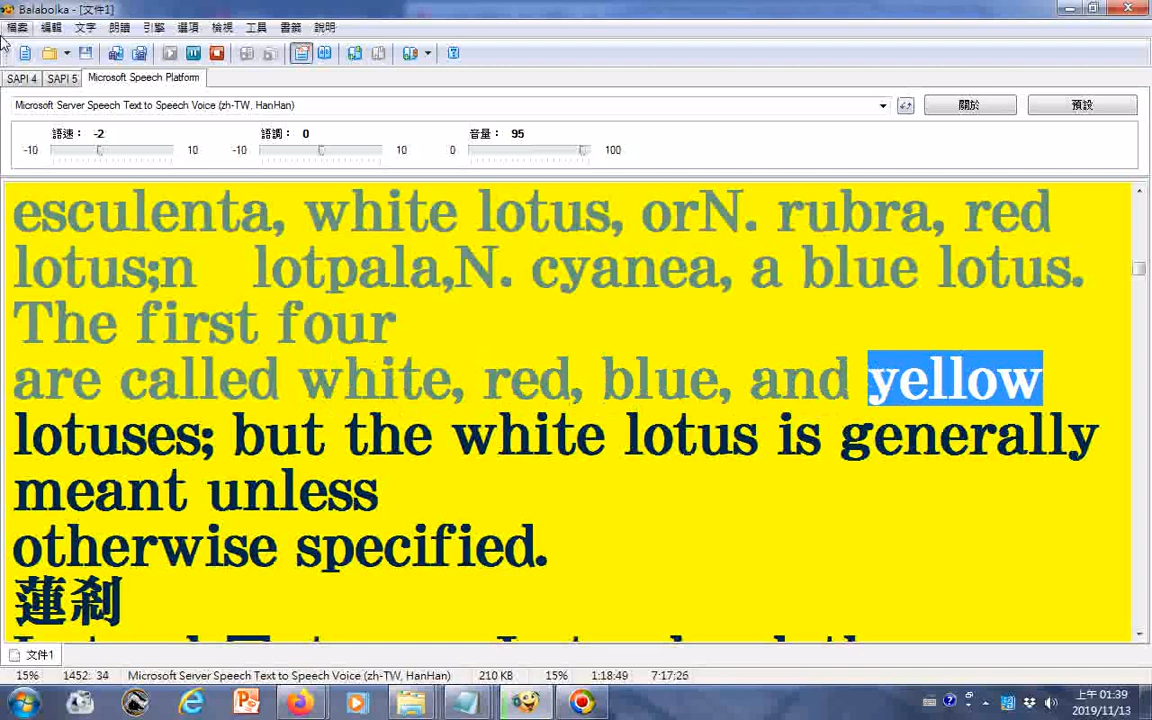 Balabolka - [文件1]
檔案 編輯 文字 朗讀 引擎 選項 檢視 工具 書籤 說明
SAPI 4 SAPI 5 Microsoft Speech Platform
Microsoft Server Speech Text to Speech Voice (zh-TW, HanHan) 關於 預設
語速： -2 語調： 0 音量： 95
-10 10 -10 10 0 100
esculenta, white lotus, orN. rubra, red
lotus;n lotpala,N. cyanea, a blue lotus.
The first four
are called white, red, blue, and yellow
lotuses; but the white lotus is generally
meant unless
otherwise specified.
蓮剎
文件1
15% 1452: 34 Microsoft Server Speech Text to Speech Voice (zh-TW, HanHan) 210 KB 15% 1:18:49 7:17:26
上午 01:39
2019/11/13